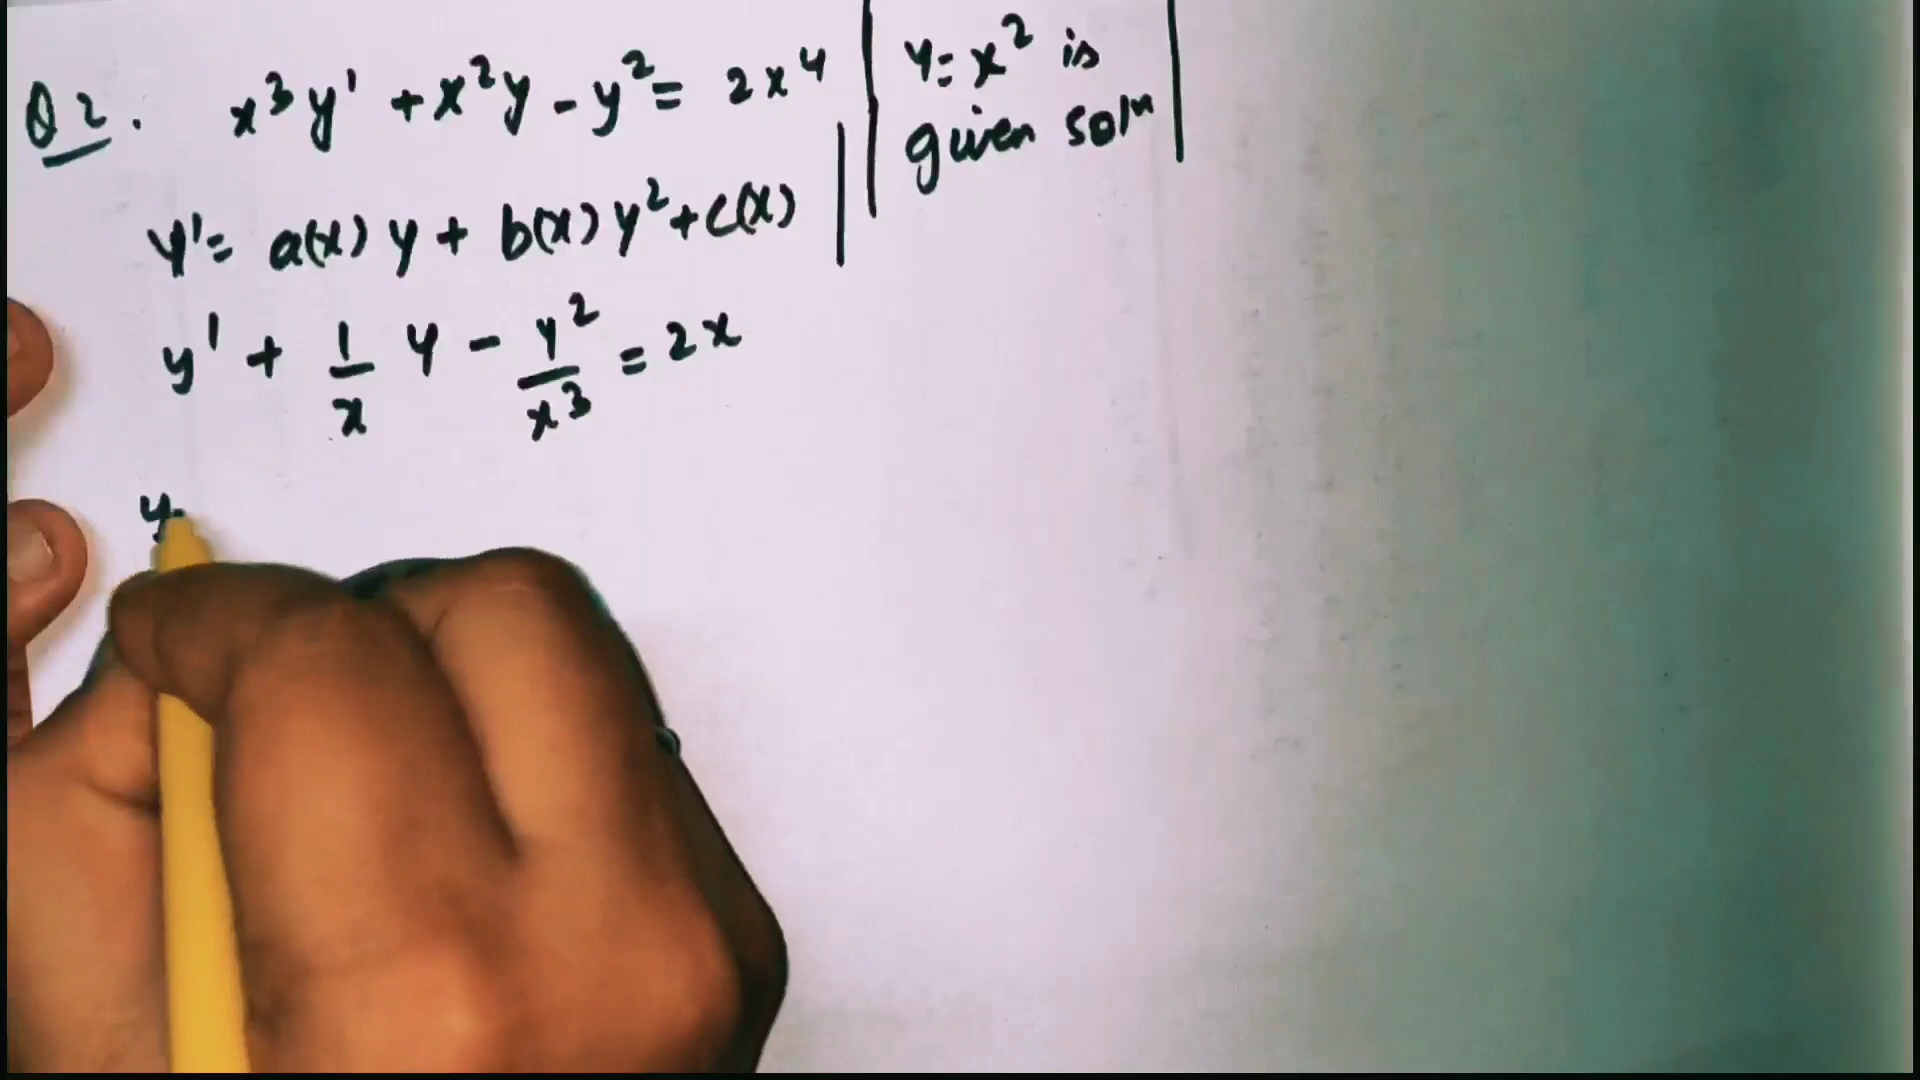 Q2. x³y' + x²y - y² = 2x⁴
y = x² is
given solⁿ
y' = a(x) y + b(x) y² + c(x)
y' + 1/x y - y²/x³ = 2x
y